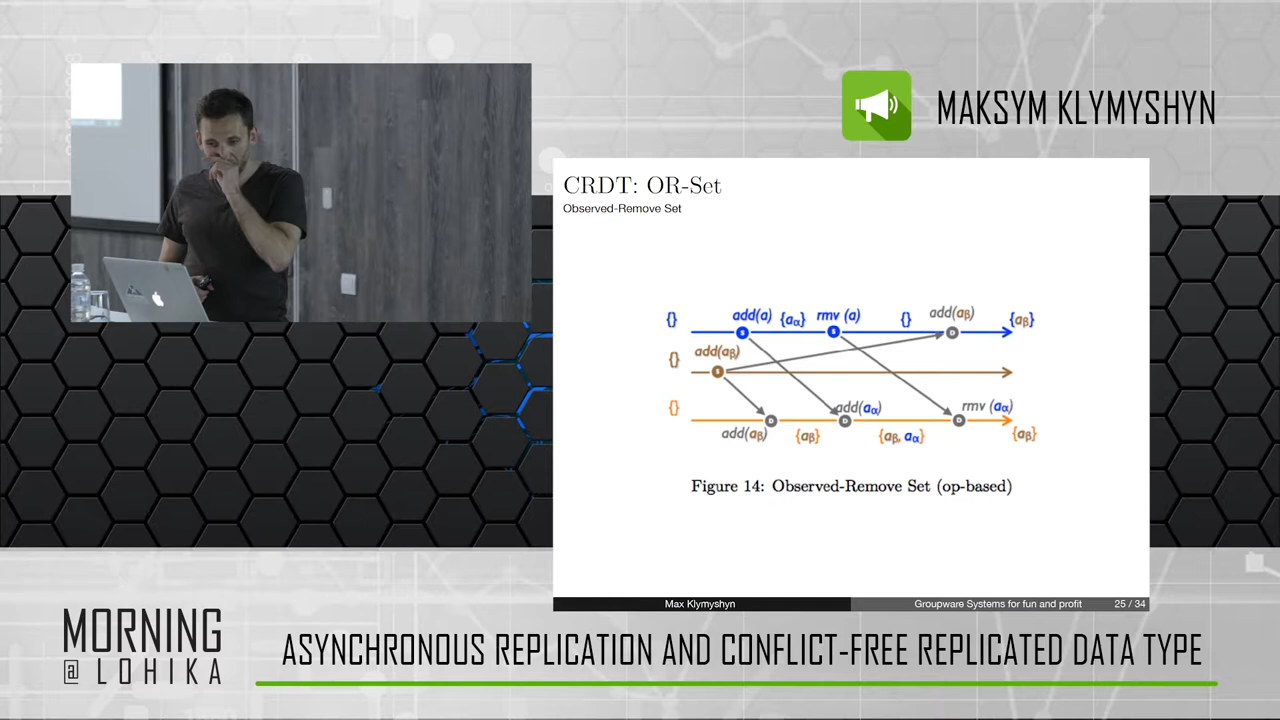 MAKSYM KLYMYSHYN
CRDT: OR-Set
Observed-Remove Set
{} add(a) {aα} rmv (a) {} add(aβ) {aβ}
S S D
{} add(aβ)
S
{} add(aα) rmv (aα)
D D D
add(aβ) {aβ} {aβ, aα} {aβ}
Figure 14: Observed-Remove Set (op-based)
Max Klymyshyn Groupware Systems for fun and profit 25 / 34
MORNING
@ LOHIKA
ASYNCHRONOUS REPLICATION AND CONFLICT-FREE REPLICATED DATA TYPE